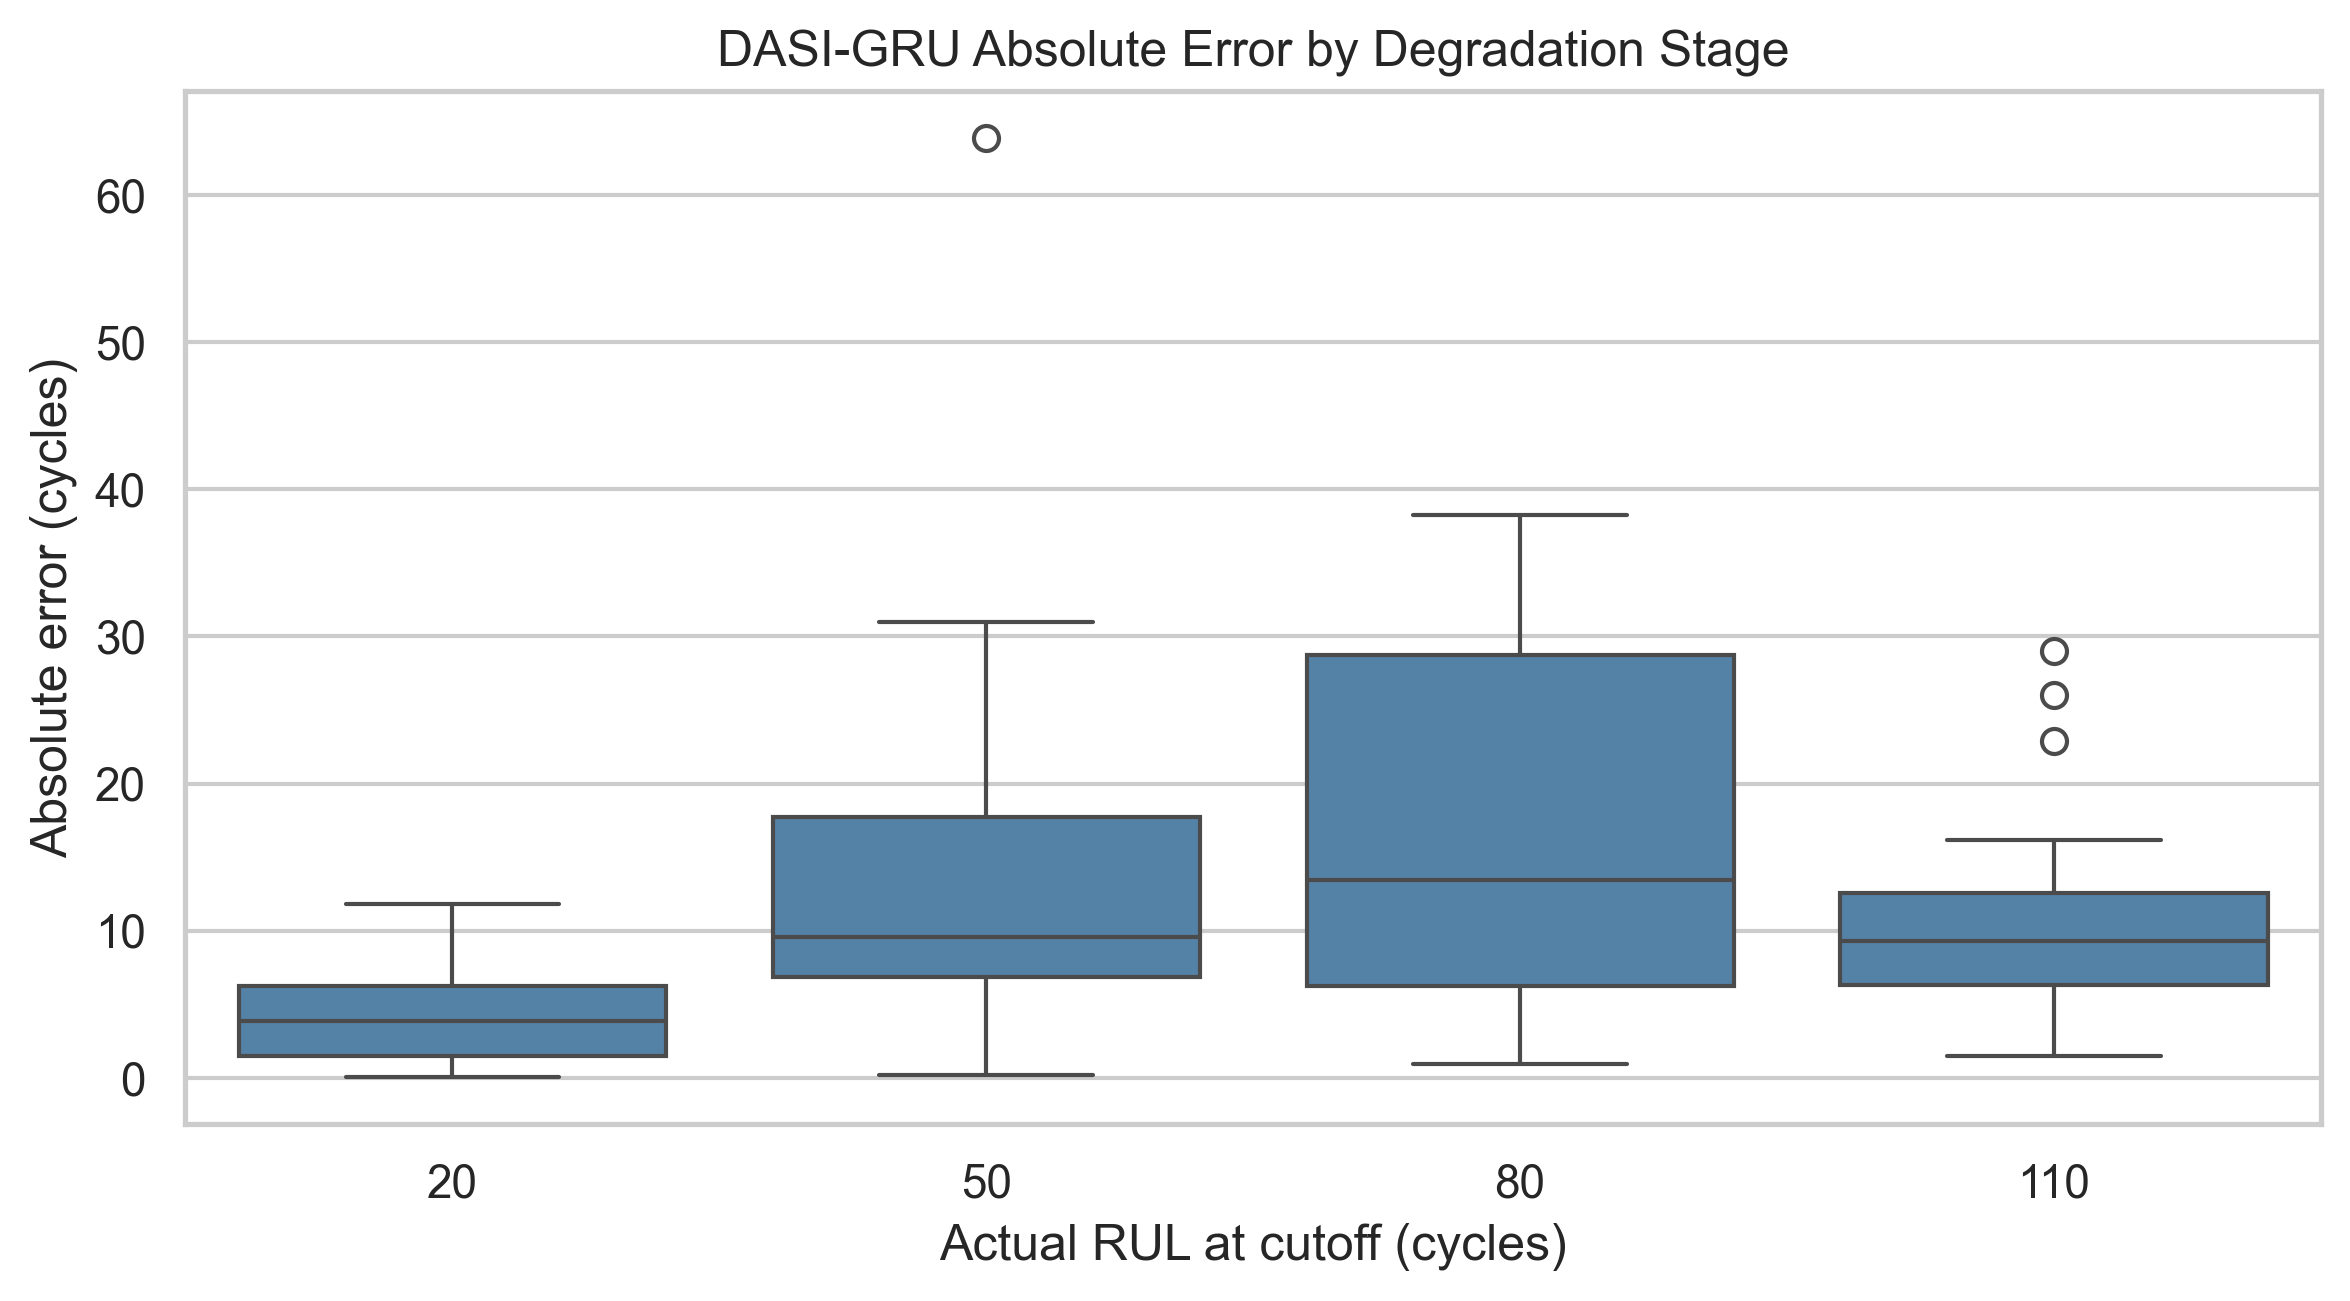 DASI-GRU Absolute Error by Degradation Stage
Absolute error (cycles)
60
50
40
30
20
10
0
20 50 80 110
Actual RUL at cutoff (cycles)